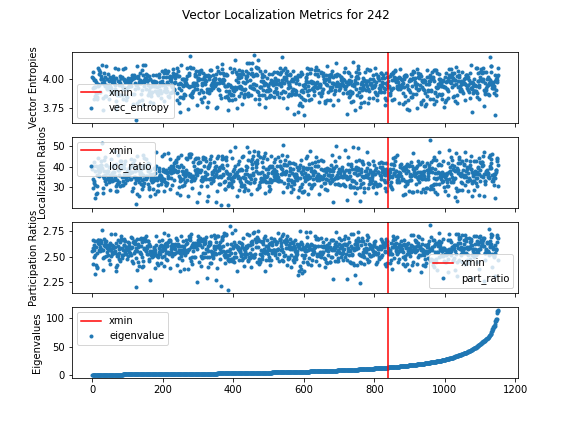 Vector Localization Metrics for 242
Vector Entropies
4.00
3.75
xmin
vec_entropy
Localization Ratios
50
40
30
xmin
loc_ratio
Participation Ratios
2.75
2.50
2.25
xmin
part_ratio
Eigenvalues
100
50
0
xmin
eigenvalue
0 200 400 600 800 1000 1200